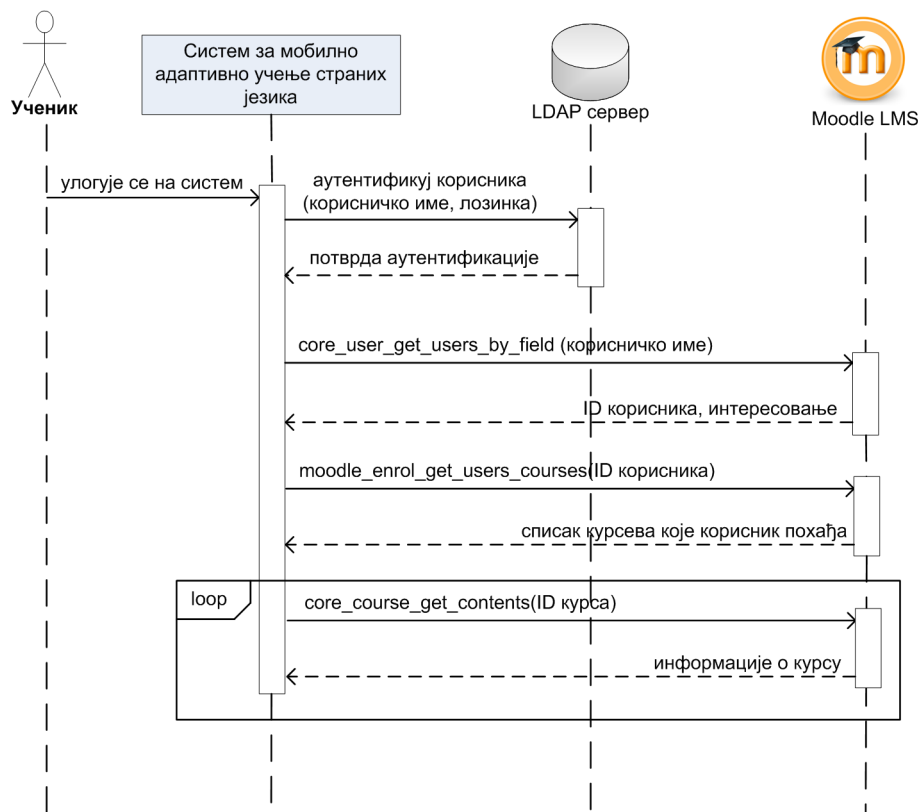 Систем за мобилно
адаптивно учење страних
језика
Ученик
LDAP сервер
m
Moodle LMS
улогује се на систем
аутентификуј корисника
(корисничко име, лозинка)
потврда аутентификације
core_user_get_users_by_field (корисничко име)
ID корисника, интересовање
moodle_enrol_get_users_courses(ID корисника)
списак курсева које корисник похађа
loop
core_course_get_contents(ID курса)
информације о курсу